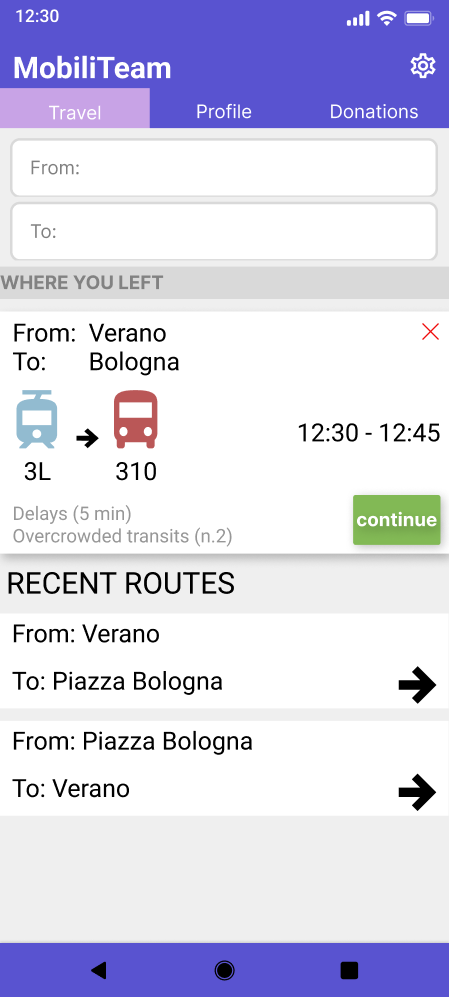 12:30
MobiliTeam
Travel Profile Donations
From:
To:
WHERE YOU LEFT
From: Verano
To: Bologna
12:30 - 12:45
3L 310
Delays (5 min)
Overcrowded transits (n.2)
continue
RECENT ROUTES
From: Verano
To: Piazza Bologna
From: Piazza Bologna
To: Verano